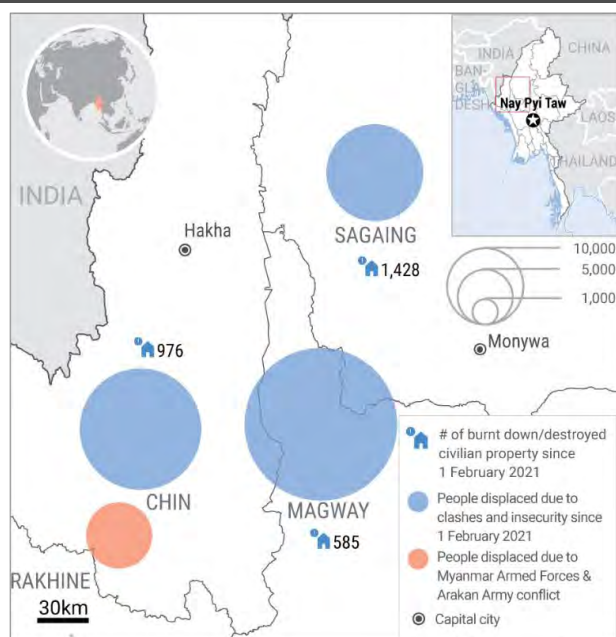 INDIA
CHINA
BAN-
GLA-
DESH
Nay Pyi Taw
LAOS
THAILAND
INDIA
Hakha
SAGAING
1,428
10,000
5,000
1,000
Monywa
976
CHIN
MAGWAY
585
RAKHINE
30km
# of burnt down/destroyed
civilian property since
1 February 2021
People displaced due to
clashes and insecurity since
1 February 2021
People displaced due to
Myanmar Armed Forces &
Arakan Army conflict
Capital city